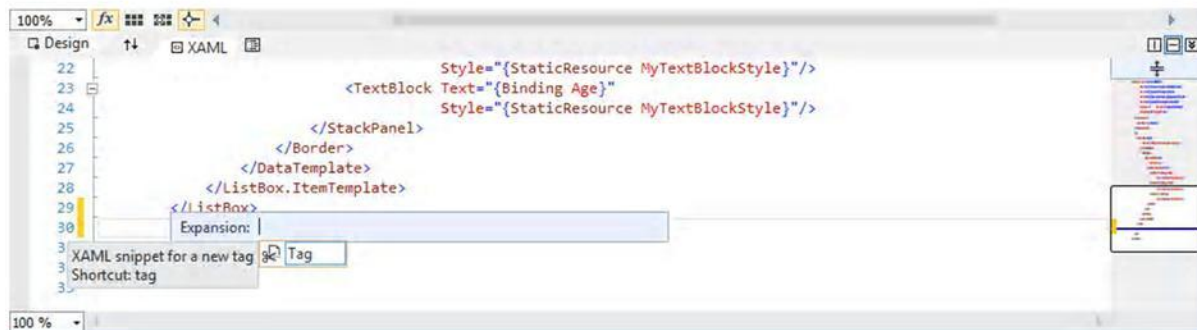 100%
fx
Design XAML
22 Style="{StaticResource MyTextBlockStyle}"/>
23 <TextBlock Text="{Binding Age}"
24 Style="{StaticResource MyTextBlockStyle}"/>
25 </StackPanel>
26 </Border>
27 </DataTemplate>
28 </ListBox.ItemTemplate>
29 </ListBox>
30 Expansion:
XAML snippet for a new tag Tag
Shortcut: tag
100 %